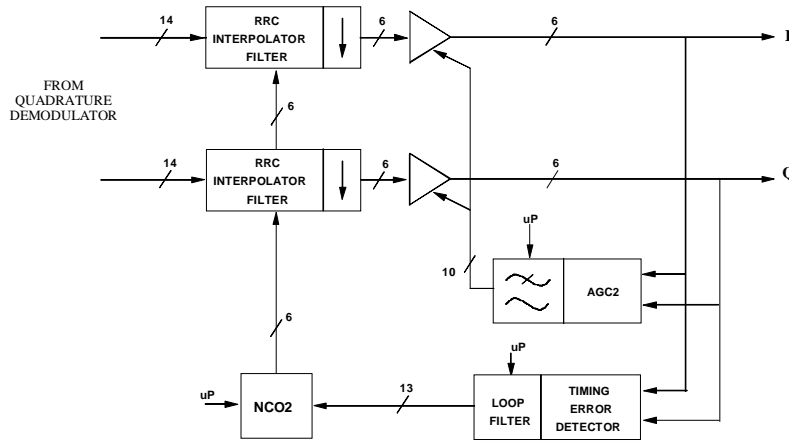 14
RRC
INTERPOLATOR
FILTER
6
6
I
FROM
QUADRATURE
DEMODULATOR
6
14
RRC
INTERPOLATOR
FILTER
6
6
Q
uP
10
AGC2
6
uP
uP
NCO2
13
LOOP
FILTER
TIMING
ERROR
DETECTOR